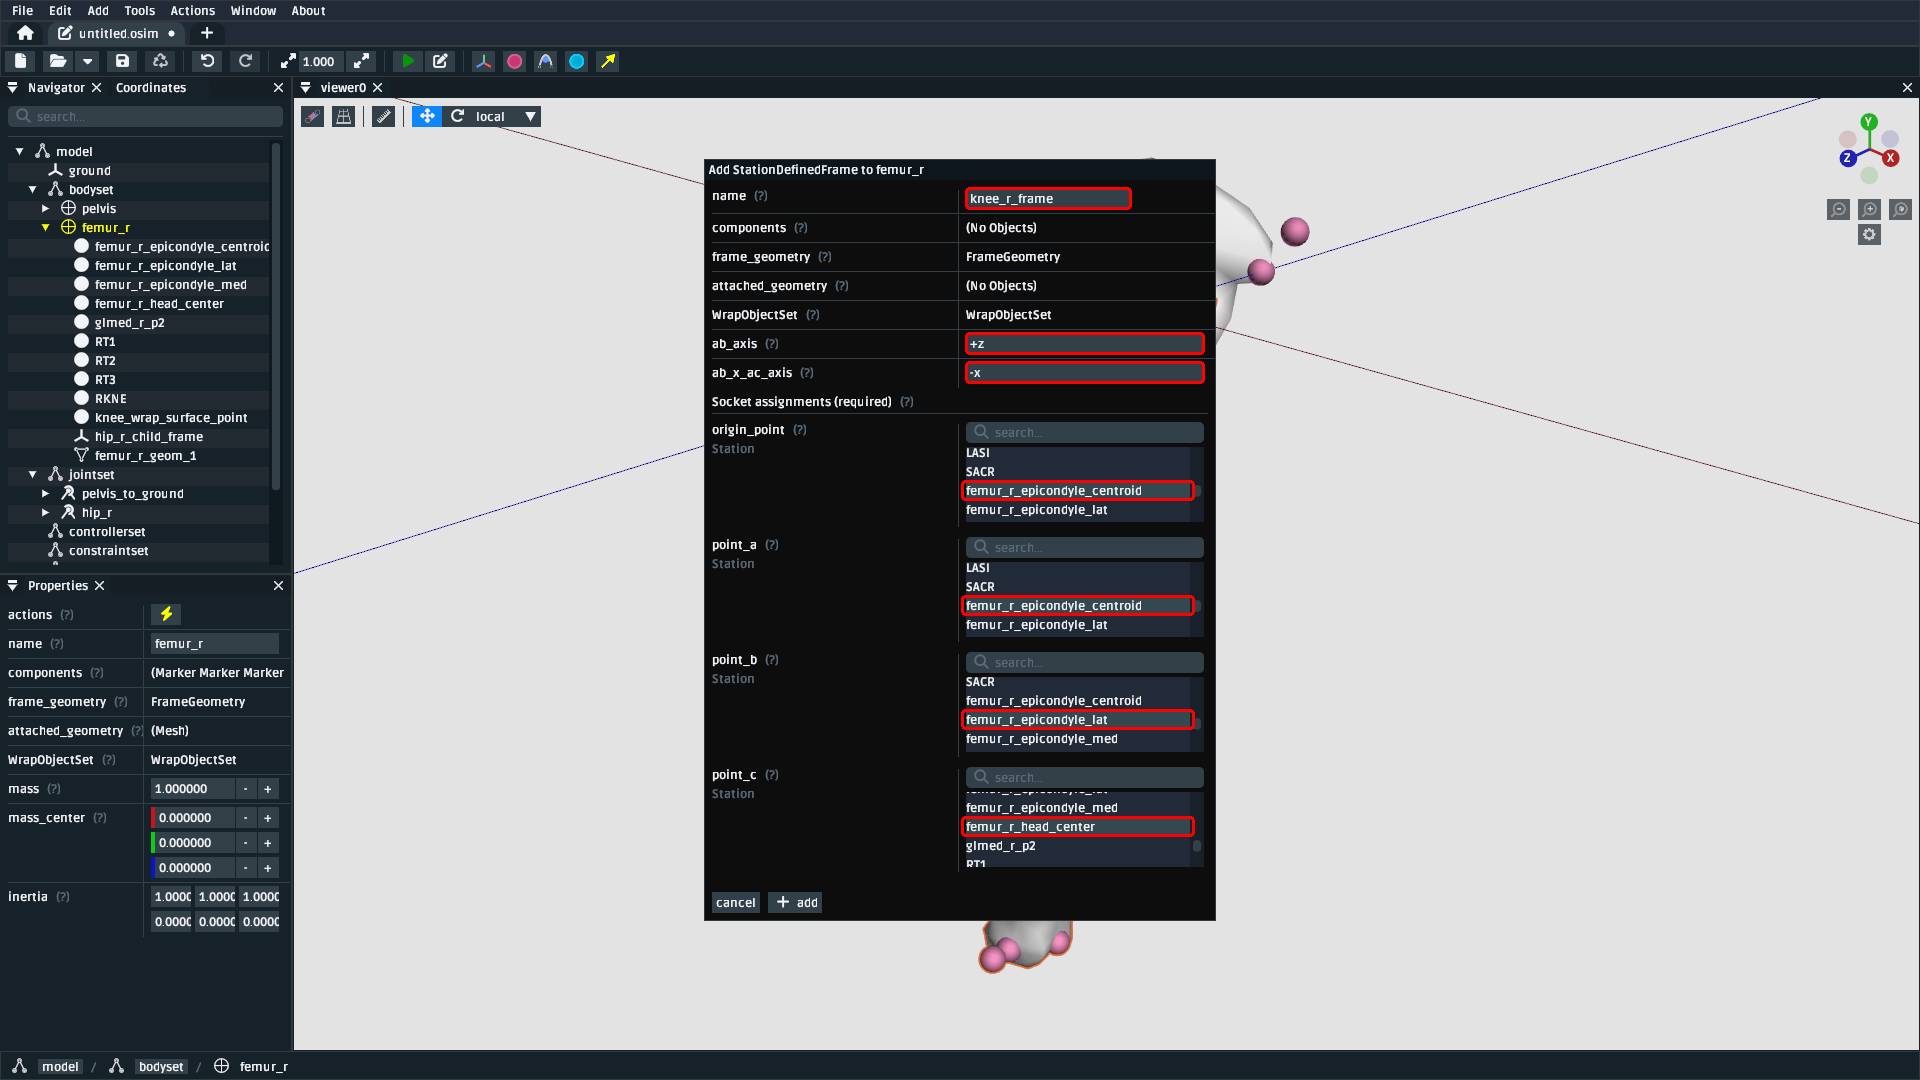 File Edit Add Tools Actions Window About
untitled.osim
1.000
Navigator Coordinates
search...
model
ground
bodyset
pelvis
femur_r
femur_r_epicondyle_centroid
femur_r_epicondyle_lat
femur_r_epicondyle_med
femur_r_head_center
glmed_r_p2
RT1
RT2
RT3
RKNE
knee_wrap_surface_point
hip_r_child_frame
femur_r_geom_1
jointset
pelvis_to_ground
hip_r
controllerset
constraintset
Properties
actions (?)
name (?) femur_r
components (?) (Marker Marker Marker
frame_geometry (?) FrameGeometry
attached_geometry (?) (Mesh)
WrapObjectSet (?) WrapObjectSet
mass (?) 1.000000 - +
mass_center (?) 0.000000 - +
0.000000 - +
0.000000 - +
inertia (?) 1.0000 1.0000 1.0000
0.0000 0.0000 0.0000
viewer0
local
Y
Z X
Add StationDefinedFrame to femur_r
name (?) knee_r_frame
components (?) (No Objects)
frame_geometry (?) FrameGeometry
attached_geometry (?) (No Objects)
WrapObjectSet (?) WrapObjectSet
ab_axis (?) +z
ab_x_ac_axis (?) -x
Socket assignments (required) (?)
origin_point (?) search...
Station
LASI
SACR
femur_r_epicondyle_centroid
femur_r_epicondyle_lat
point_a (?) search...
Station
LASI
SACR
femur_r_epicondyle_centroid
femur_r_epicondyle_lat
point_b (?) search...
Station
SACR
femur_r_epicondyle_centroid
femur_r_epicondyle_lat
femur_r_epicondyle_med
point_c (?) search...
Station
femur_r_epicondyle_lat
femur_r_epicondyle_med
femur_r_head_center
glmed_r_p2
RT1
cancel + add
model / bodyset / femur_r